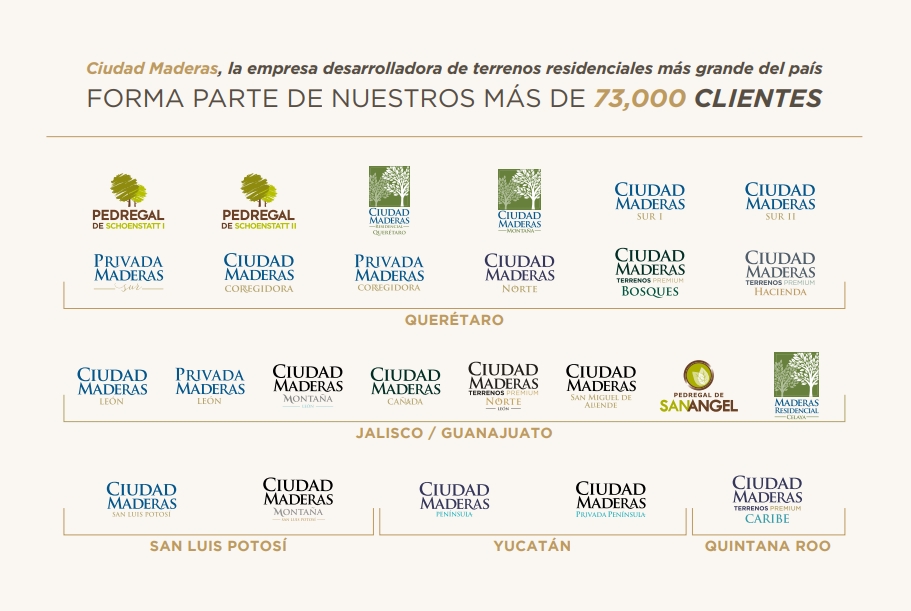 Ciudad Maderas, la empresa desarrolladora de terrenos residenciales más grande del país
FORMA PARTE DE NUESTROS MÁS DE 73,000 CLIENTES
PEDREGAL
DE SCHOENSTATT I
PEDREGAL
DE SCHOENSTATT II
CIUDAD
MADERAS
RESIDENCIAL
QUERÉTARO
CIUDAD
MADERAS
MONTAÑA
CIUDAD
MADERAS
SUR I
CIUDAD
MADERAS
SUR II
PRIVADA
MADERAS
sur
CIUDAD
MADERAS
CORREGIDORA
PRIVADA
MADERAS
CORREGIDORA
CIUDAD
MADERAS
NORTE
CIUDAD
MADERAS
TERRENOS PREMIUM
BOSQUES
CIUDAD
MADERAS
TERRENOS PREMIUM
HACIENDA
QUERÉTARO
CIUDAD
MADERAS
LEÓN
PRIVADA
MADERAS
LEÓN
CIUDAD
MADERAS
MONTAÑA
LEÓN
CIUDAD
MADERAS
CAÑADA
CIUDAD
MADERAS
TERRENOS PREMIUM
NORTE
LEÓN
CIUDAD
MADERAS
SAN MIGUEL DE
ALLENDE
PEDREGAL DE
SANANGEL
MADERAS
RESIDENCIAL
CELAYA
JALISCO / GUANAJUATO
CIUDAD
MADERAS
SAN LUIS POTOSÍ
CIUDAD
MADERAS
MONTAÑA
SAN LUIS POTOSÍ
CIUDAD
MADERAS
PENÍNSULA
CIUDAD
MADERAS
PRIVADA PENÍNSULA
CIUDAD
MADERAS
TERRENOS PREMIUM
CARIBE
SAN LUIS POTOSÍ
YUCATÁN
QUINTANA ROO